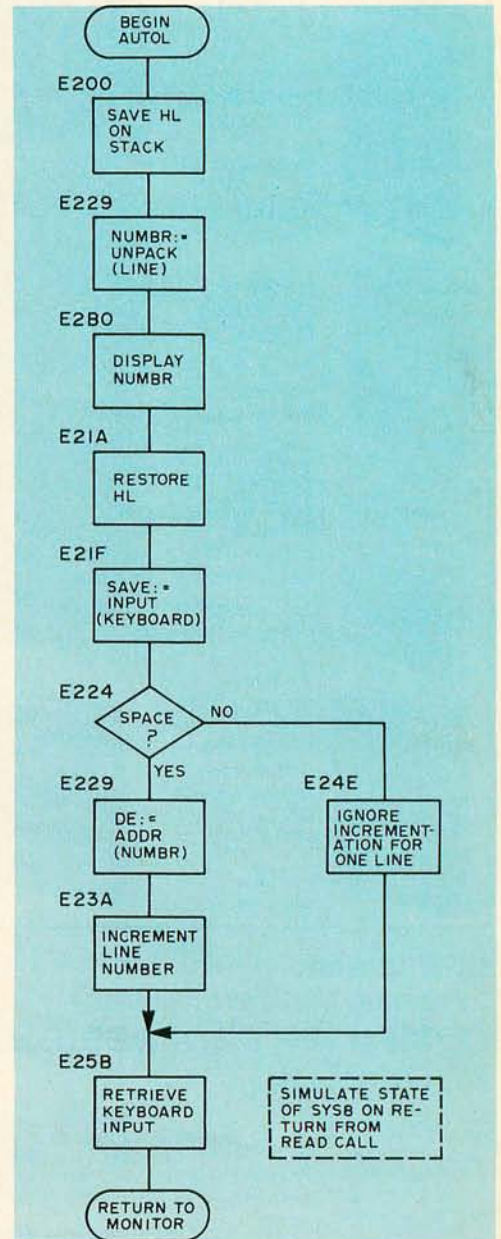 BEGIN
AUTOL
E200
SAVE HL
ON
STACK
E229
NUMBR:=
UNPACK
(LINE)
E2B0
DISPLAY
NUMBR
E21A
RESTORE
HL
E21F
SAVE:=
INPUT
(KEYBOARD)
E224
SPACE
?
NO
YES
E229
DE:=
ADDR
(NUMBR)
E24E
IGNORE
INCREMENT-
ATION FOR
ONE LINE
E23A
INCREMENT
LINE
NUMBER
E25B
RETRIEVE
KEYBOARD
INPUT
SIMULATE STATE
OF SYS8 ON RE-
TURN FROM
READ CALL
RETURN TO
MONITOR